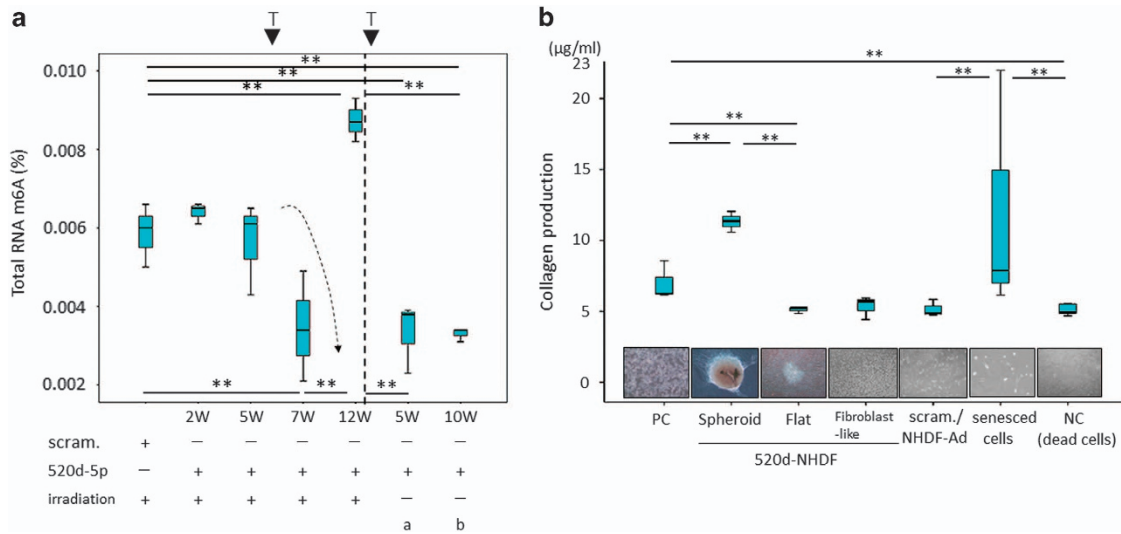 a
T T
** 
**
** **
0.010
0.008
0.006
0.004
0.002
Total RNA m6A (%)
** ** **
2W 5W 7W 12W 5W 10W
scram. + − − − − − −
520d-5p − + + + + + +
irradiation + + + + + − −
a b
b
(µg/ml)
23
20
15
10
5
0
Collagen production
**
** **
**
** **
PC Spheroid Flat Fibroblast -like scram./ NHDF-Ad senesced cells NC (dead cells)
520d-NHDF